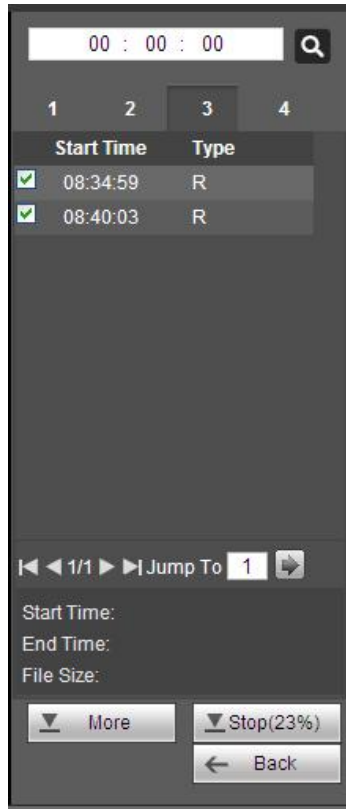 00 : 00 : 00
1 2 3 4
Start Time Type
08:34:59 R
08:40:03 R
1/1 Jump To 1
Start Time:
End Time:
File Size:
More Stop(23%)
Back